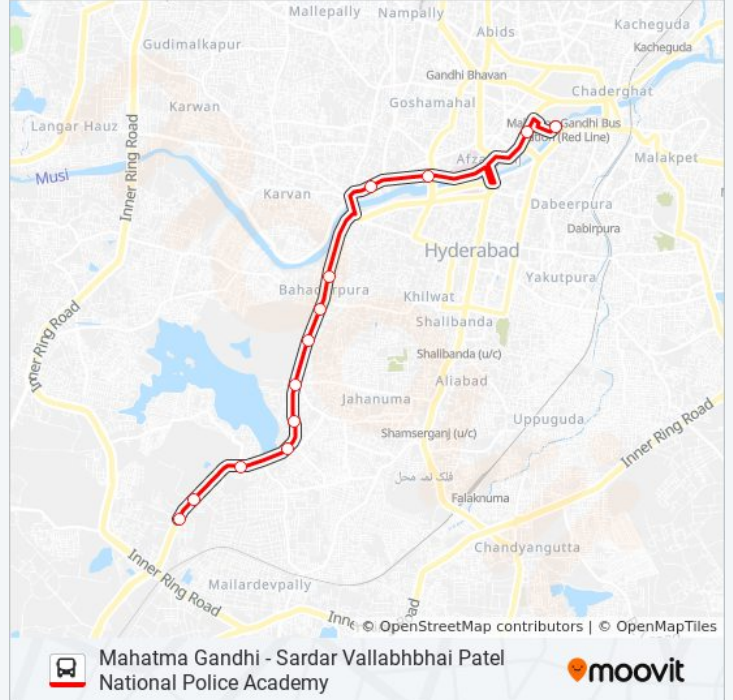 Mallepally
Nampally
Kacheguda
Abids
Gudimalkapur
Kacheguda
Gandhi Bhavan
Chaderghat
Karwan
Goshamahal
Langar Hauz
Gandhi Bus
(Red Line)
Malakpet
Musi
Inner Ring Road
Karvan
Dabeerpura
Dabirpura
Hyderabad
Yakutpura
Khilwat
Shalibanda
Inner Ring Road
Shalibanda (u/c)
Aliabad
Jahanuma
Uppuguda
Shamserganj (u/c)
Inner Ring Road
فلک نمہ محل
Falaknuma
Chandyangutta
Inner Ring Road
Mailardevpally
© OpenStreetMap contributors | © OpenMapTiles
Mahatma Gandhi - Sardar Vallabhbhai Patel
National Police Academy
moovit